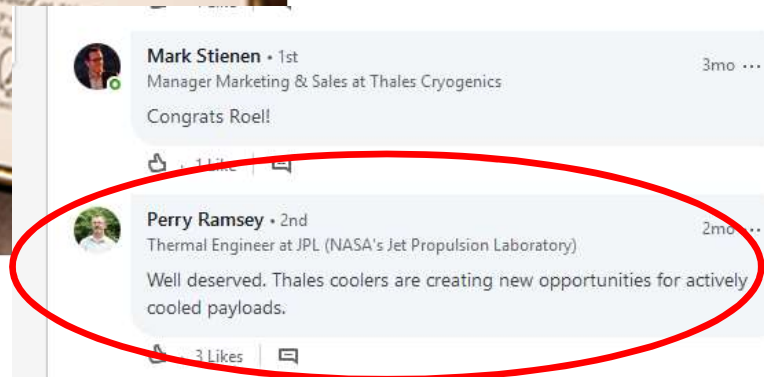 Mark Stienen • 1st
3mo ...
Manager Marketing & Sales at Thales Cryogenics
Congrats Roel!
1 Like
Perry Ramsey • 2nd
2mo ...
Thermal Engineer at JPL (NASA's Jet Propulsion Laboratory)
Well deserved. Thales coolers are creating new opportunities for actively
cooled payloads.
3 Likes